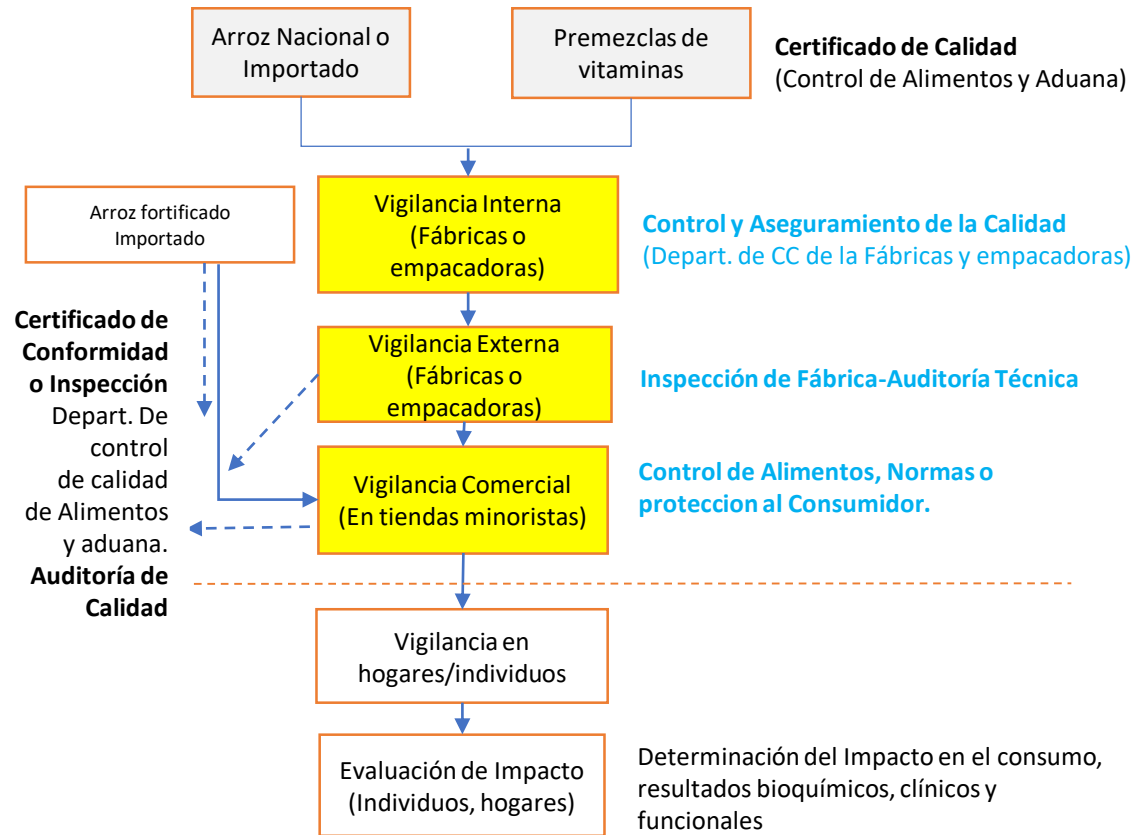 Arroz Nacional o
Importado
Premezclas de
vitaminas
Certificado de Calidad
(Control de Alimentos y Aduana)
Arroz fortificado
Importado
Vigilancia Interna
(Fábricas o
empacadoras)
Control y Aseguramiento de la Calidad
(Depart. de CC de la Fábricas y empacadoras)
Certificado de
Conformidad
o Inspección
Depart. De
control
de calidad
de Alimentos
y aduana.
Auditoría de
Calidad
Vigilancia Externa
(Fábricas o
empacadoras)
Inspección de Fábrica-Auditoría Técnica
Vigilancia Comercial
(En tiendas minoristas)
Control de Alimentos, Normas o
proteccion al Consumidor.
Vigilancia en
hogares/individuos
Evaluación de Impacto
(Individuos, hogares)
Determinación del Impacto en el consumo,
resultados bioquímicos, clínicos y
funcionales